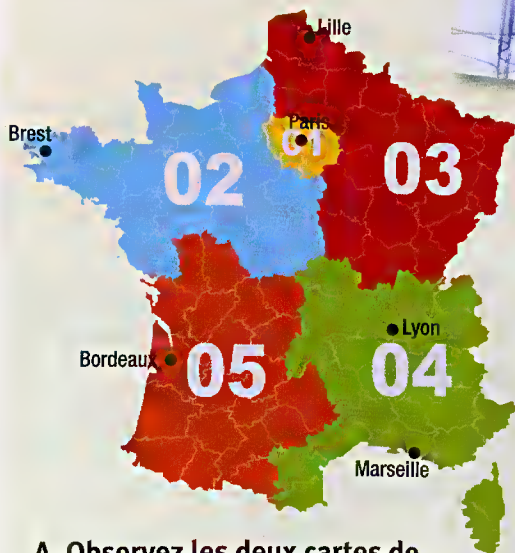 Lille
Paris
Brest
01
02
03
Lyon
Bordeaux
05
04
Marseille
A. Observez les deux cartes de